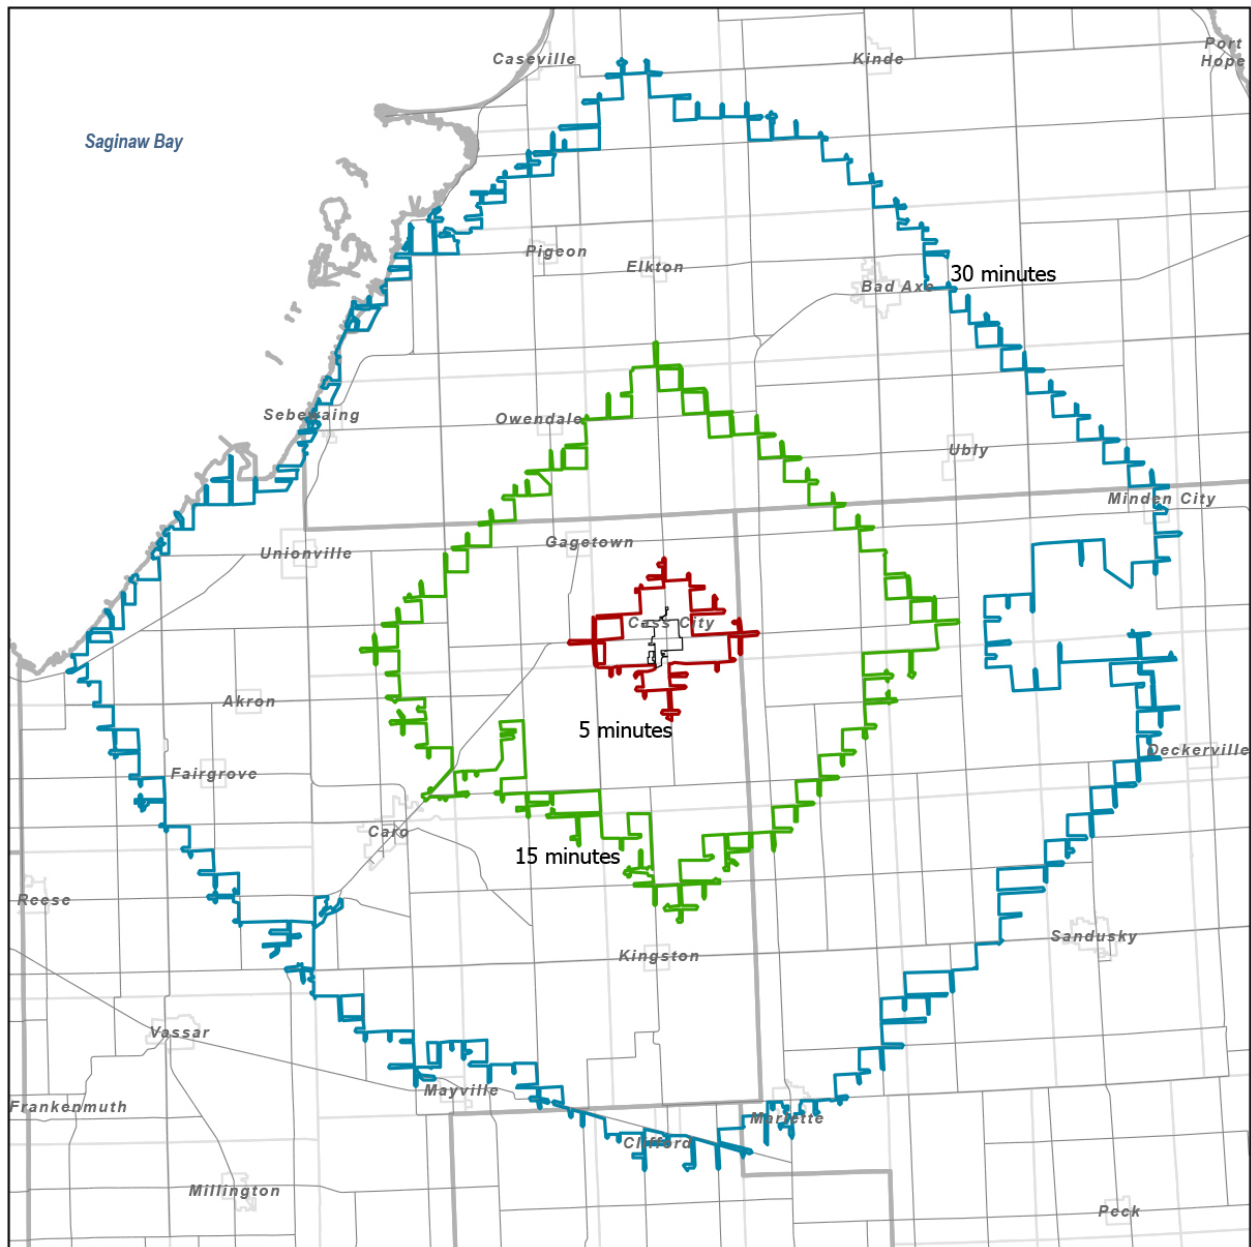 Port
Hope
Caseville
Kinde
Saginaw Bay
Pigeon
Elkton
30 minutes
Bad Axe
Sebewaing
Owendale
Ubly
Minden City
Gagetown
Unionville
Cass City
Akron
5 minutes
Deckerville
Fairgrove
Caro
15 minutes
Reese
Sandusky
Kingston
Vassar
Mayville
Frankenmuth
Marlette
Clifford
Millington
Peck